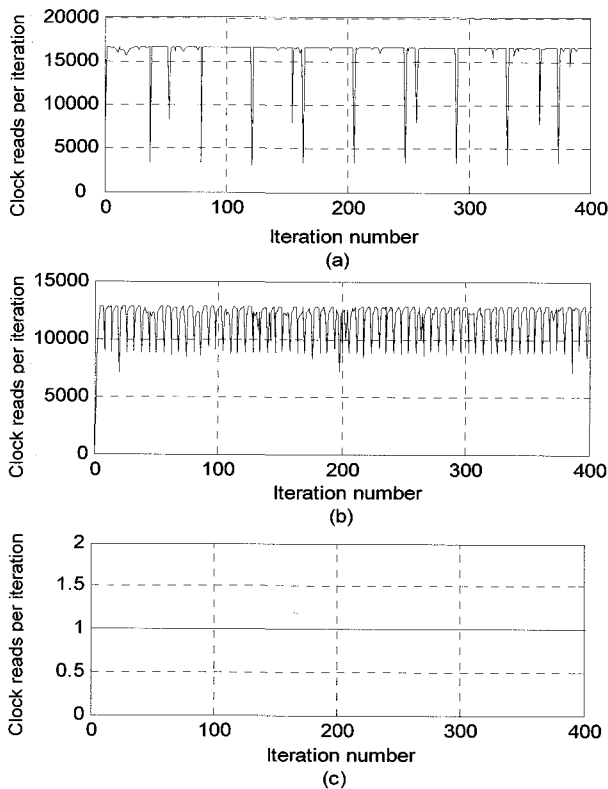 20000
15000
10000
5000
0
Clock reads per iteration
0 100 200 300 400
Iteration number
(a)
15000
10000
5000
0
Clock reads per iteration
0 100 200 300 400
Iteration number
(b)
2
1.5
1
0.5
0
Clock reads per iteration
0 100 200 300 400
Iteration number
(c)